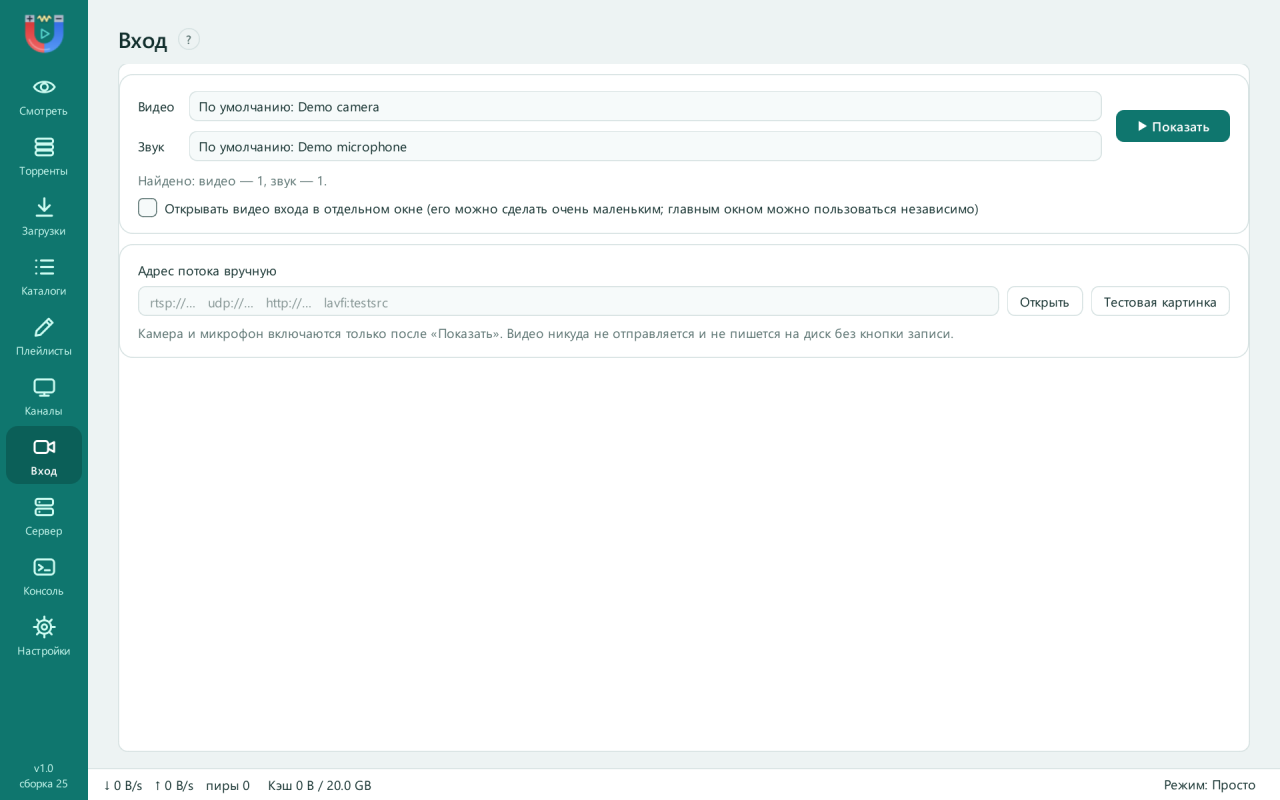 Вход ?
Видео По умолчанию: Demo camera
Звук По умолчанию: Demo microphone
Показать
Найдено: видео — 1, звук — 1.
Открывать видео входа в отдельном окне (его можно сделать очень маленьким; главным окном можно пользоваться независимо)
Адрес потока вручную
rtsp://... udp://... http://... lavfi:testsrc Открыть Тестовая картинка
Камера и микрофон включаются только после «Показать». Видео никуда не отправляется и не пишется на диск без кнопки записи.
Смотреть
Торренты
Загрузки
Каталоги
Плейлисты
Каналы
Вход
Сервер
Консоль
Настройки
v1.0
сборка 25
↓ 0 B/s ↑ 0 B/s пиры 0 Кэш 0 B / 20.0 GB Режим: Просто